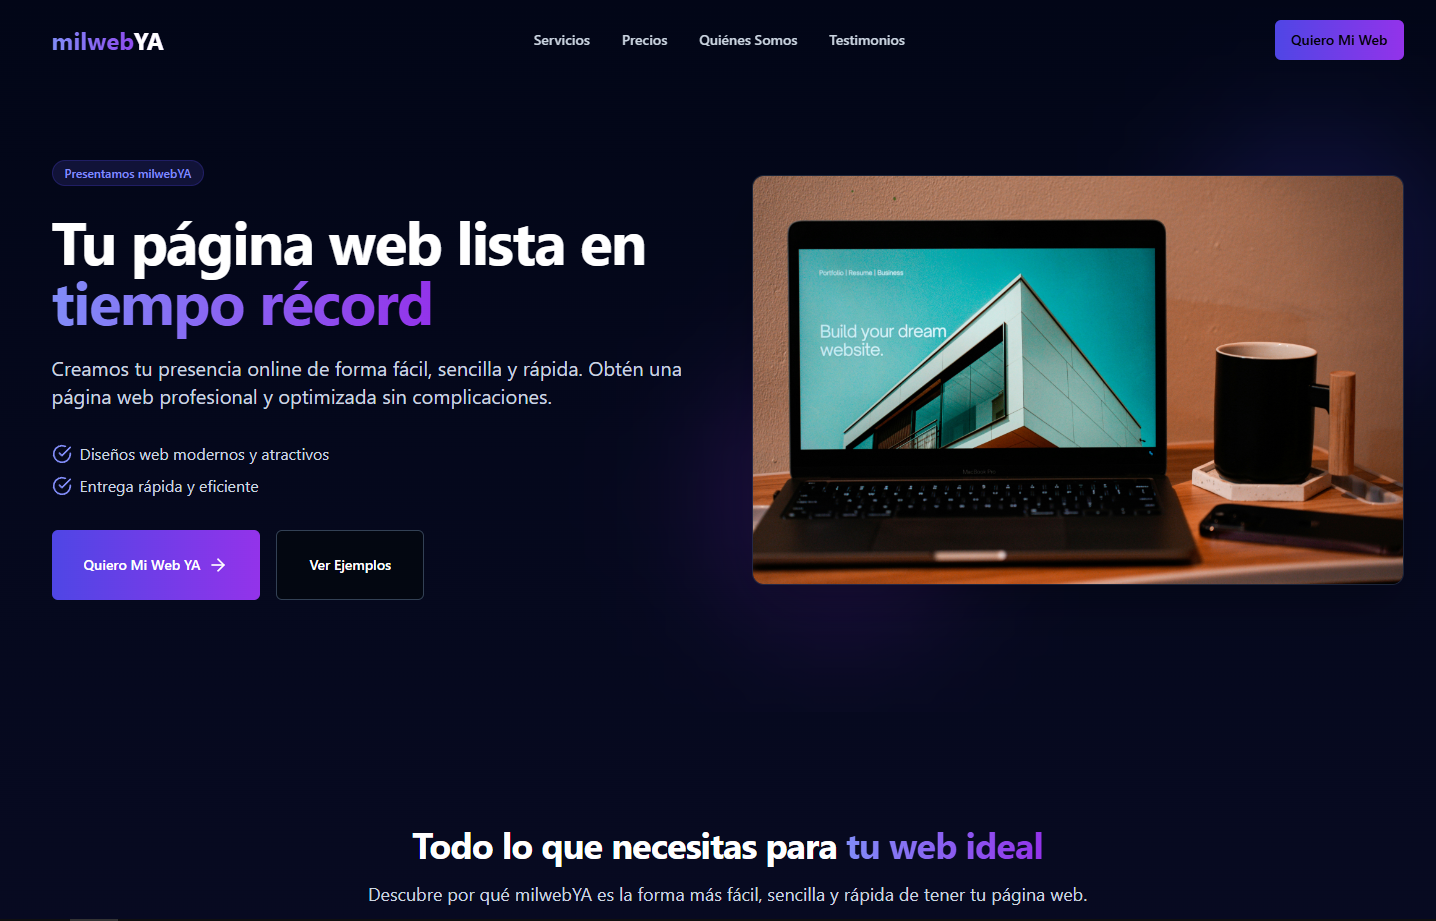 milwebYA
Servicios
Precios
Quiénes Somos
Testimonios
Quiero Mi Web
Presentamos milwebYA
Tu página web lista en
tiempo récord
Creamos tu presencia online de forma fácil, sencilla y rápida. Obtén una
página web profesional y optimizada sin complicaciones.
Diseños web modernos y atractivos
Entrega rápida y eficiente
Quiero Mi Web YA
Ver Ejemplos
Portfolio | Resume | Business
Build your dream
website.
MacBook Pro
Todo lo que necesitas para tu web ideal
Descubre por qué milwebYA es la forma más fácil, sencilla y rápida de tener tu página web.